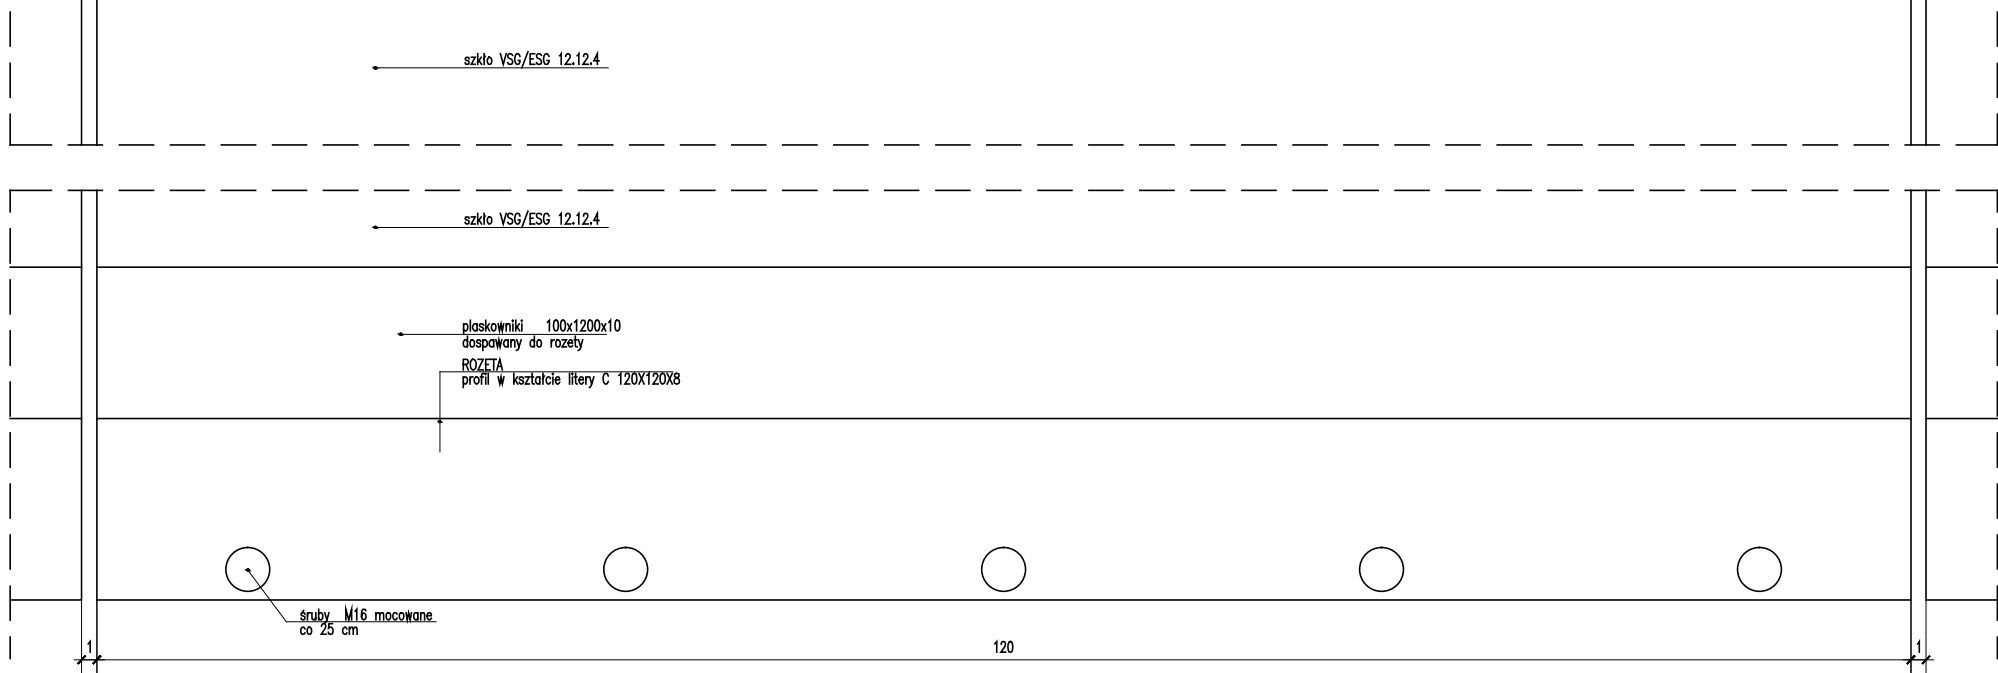 szkło VSG/ESG 12.12.4
szkło VSG/ESG 12.12.4
plaskowniki 100x1200x10
dospawany do rozety
ROZETA
profil w kształcie litery C 120X120X8
śruby M16 mocowane
co 25 cm
1
120
1